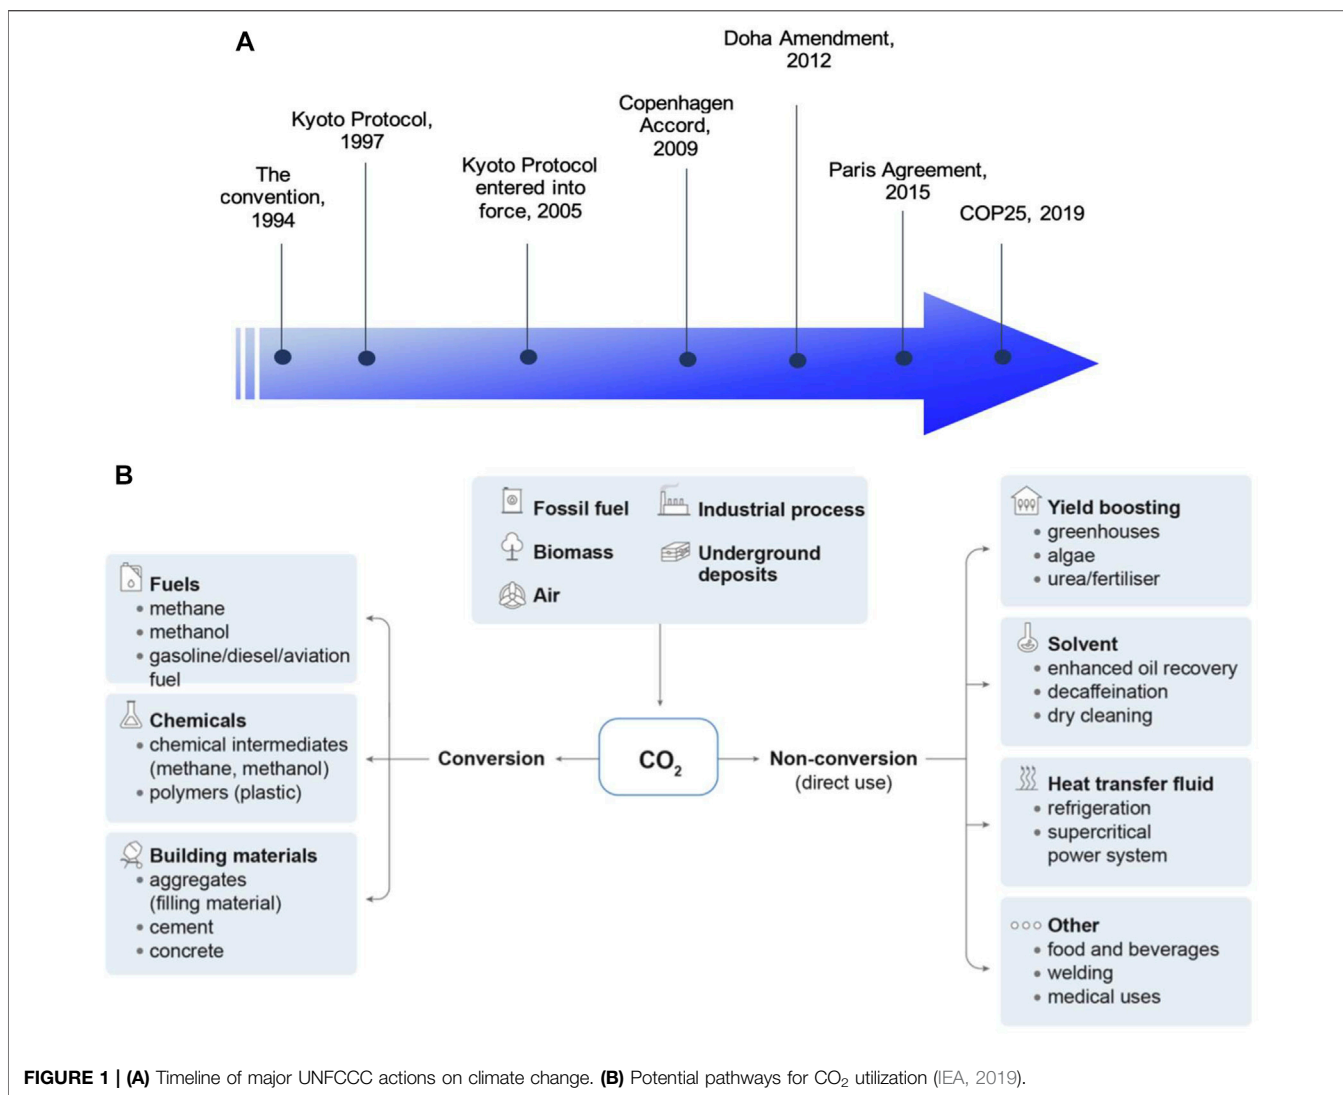 A
The
convention,
1994
Kyoto Protocol,
1997
Kyoto Protocol
entered into
force, 2005
Copenhagen
Accord,
2009
Doha Amendment,
2012
Paris Agreement,
2015
COP25, 2019
B
Fossil fuel
Biomass
Air
Industrial process
Underground
deposits
Fuels
• methane
• methanol
• gasoline/diesel/aviation
fuel
Chemicals
• chemical intermediates
(methane, methanol)
• polymers (plastic)
Building materials
• aggregates
(filling material)
• cement
• concrete
Conversion
CO₂
Non-conversion
(direct use)
Yield boosting
• greenhouses
• algae
• urea/fertiliser
Solvent
• enhanced oil recovery
• decaffeination
• dry cleaning
Heat transfer fluid
• refrigeration
• supercritical
power system
Other
• food and beverages
• welding
• medical uses
FIGURE 1 | (A) Timeline of major UNFCCC actions on climate change. (B) Potential pathways for CO₂ utilization (IEA, 2019).